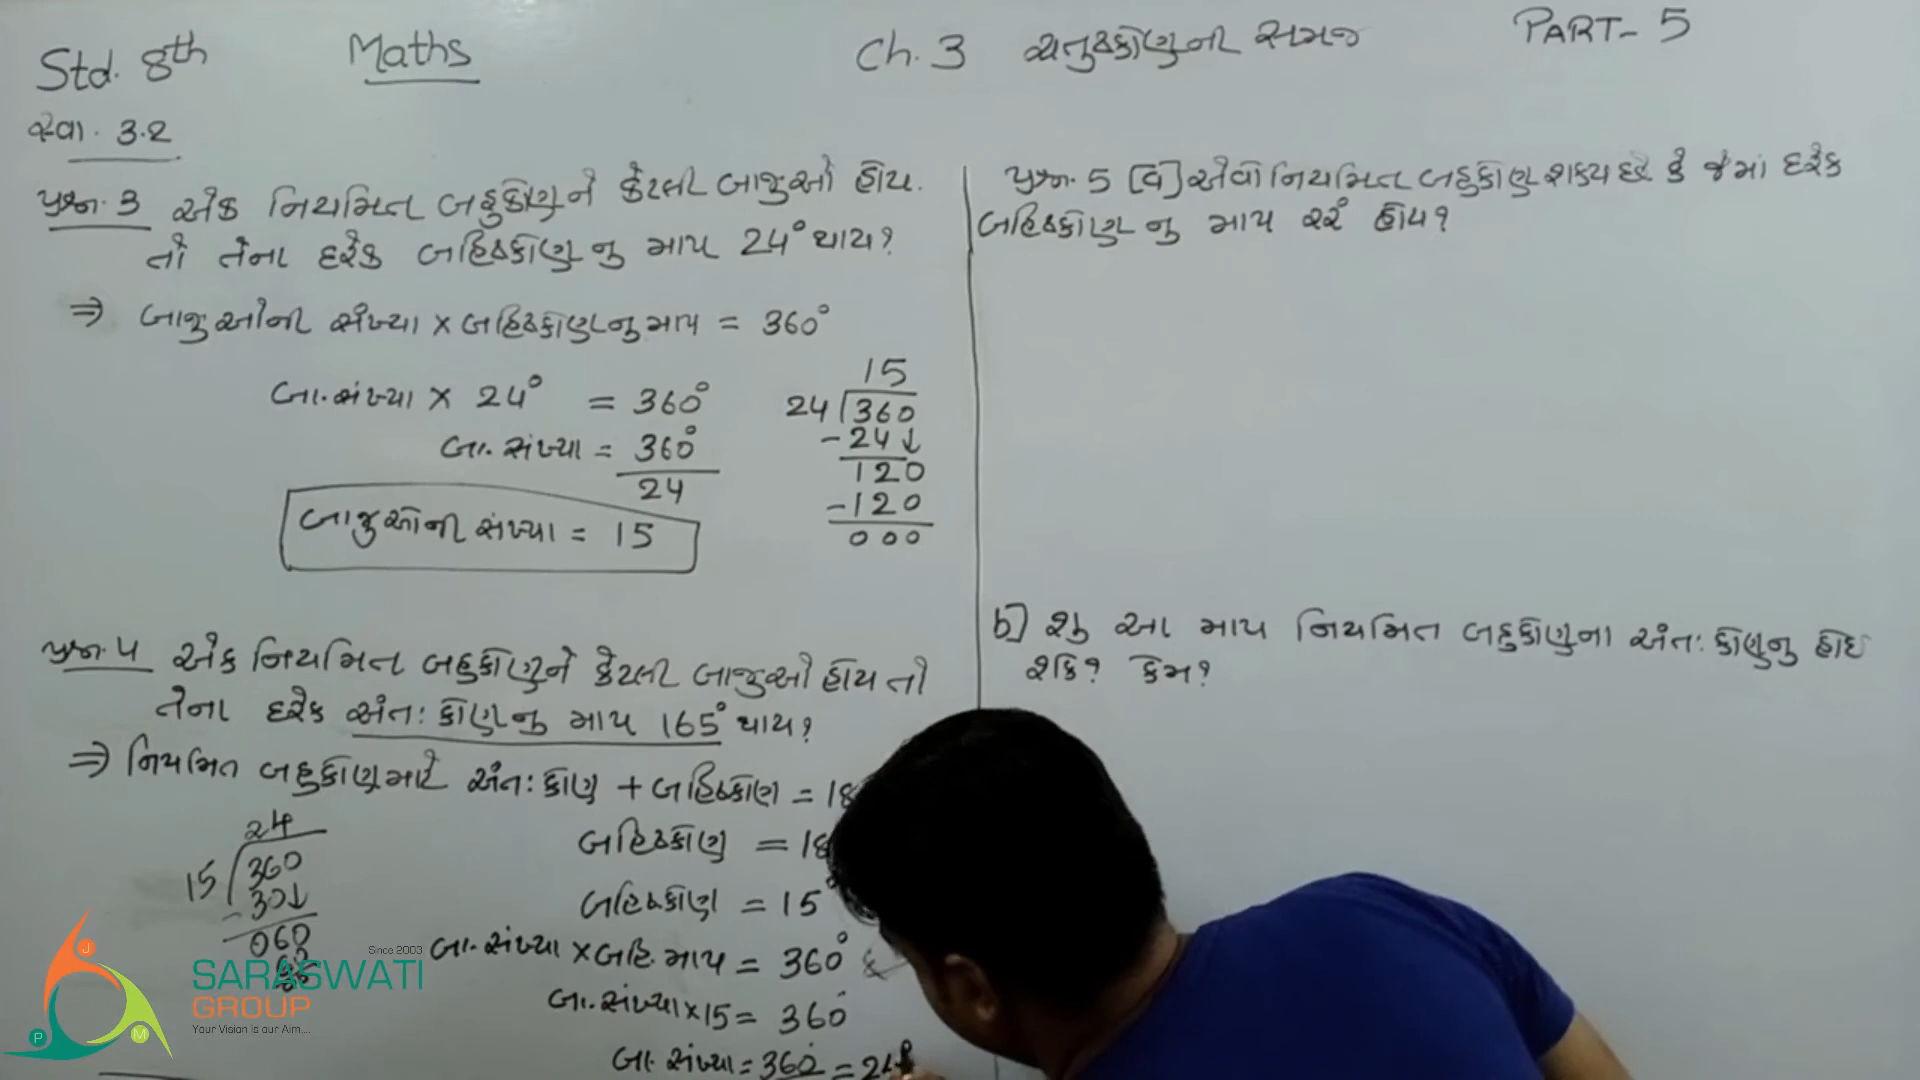 Std. 8th Maths Ch. 3 ચતુષ્કોણની સમજ PART- 5
સ્વા. 3.2
પ્રશ્ન. 3 એક નિયમિત બહુકોણને કેટલી બાજુઓ હોય.
તો તેના દરેક બહિષ્કોણનુ માપ 24° થાય?
⇒ બાજુઓની સંખ્યા × બહિષ્કોણનુ માપ = 360°
બા.સંખ્યા × 24° = 360°
બા. સંખ્યા = 360°
24
બાજુઓની સંખ્યા = 15
15
24 360
- 24↓
120
- 120
000
પ્રશ્ન. 4 એક નિયમિત બહુકોણને કેટલી બાજુઓ હોય તો
તેના દરેક અંત: કોણનુ માપ 165° થાય?
⇒ નિયમિત બહુકોણ માટે અંત: કોણ + બહિષ્કોણ = 18
બહિષ્કોણ = 18
બહિષ્કોણ = 15°
બા. સંખ્યા × બહિ. માપ = 360°
બા. સંખ્યા × 15 = 360°
બા. સંખ્યા = 360° = 24
24
15 360
- 30↓
060
પ્રશ્ન. 5 [a] એવો નિયમિત બહુકોણ શક્ય છે કે જેમાં દરેક
બહિષ્કોણ નુ માપ 22° હોય?
b] શુ આ માપ નિયમિત બહુકોણના અંત: કોણનુ હોઇ
શકે? કેમ?
Since 2003
SARASWATI
GROUP
Your Vision is our Aim....
J
P
M